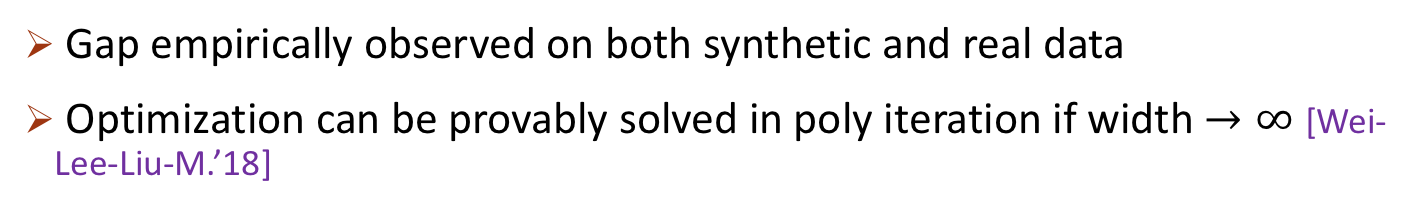 ➢ Gap empirically observed on both synthetic and real data
➢ Optimization can be provably solved in poly iteration if width → ∞ [Wei-
Lee-Liu-M.’18]